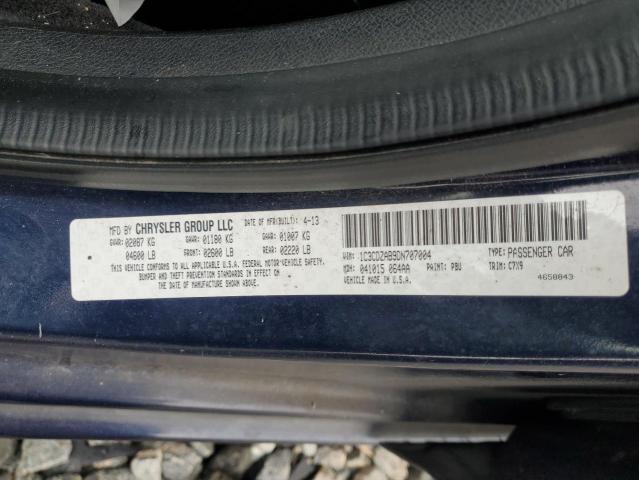 MFD BY CHRYSLER GROUP LLC DATE OF MFR(BUILT): 4-13
GVWR: 02087 KG GAWR: 01180 KG GAWR: 01007 KG
04600 LB FRONT: 02600 LB REAR: 02220 LB
THIS VEHICLE CONFORMS TO ALL APPLICABLE U.S.A. FEDERAL MOTOR-VEHICLE SAFETY,
BUMPER AND THEFT PREVENTION STANDARDS IN EFFECT ON
THE DATE OF MANUFACTURE SHOWN ABOVE.
VIN: 1C3CDZAB9DN707004 TYPE: PASSENGER CAR
MDH: 041015 064AA PAINT: PBU TRIM: C7X9
VEHICLE MADE IN U.S.A. 4658843